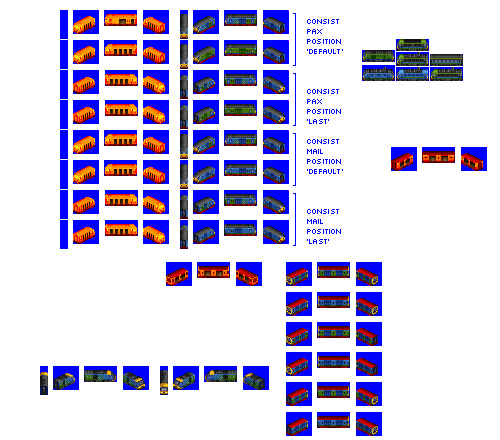 CONSIST
PAX
POSITION
'DEFAULT'
CONSIST
PAX
POSITION
'LAST'
CONSIST
MAIL
POSITION
'DEFAULT'
CONSIST
MAIL
POSITION
'LAST'